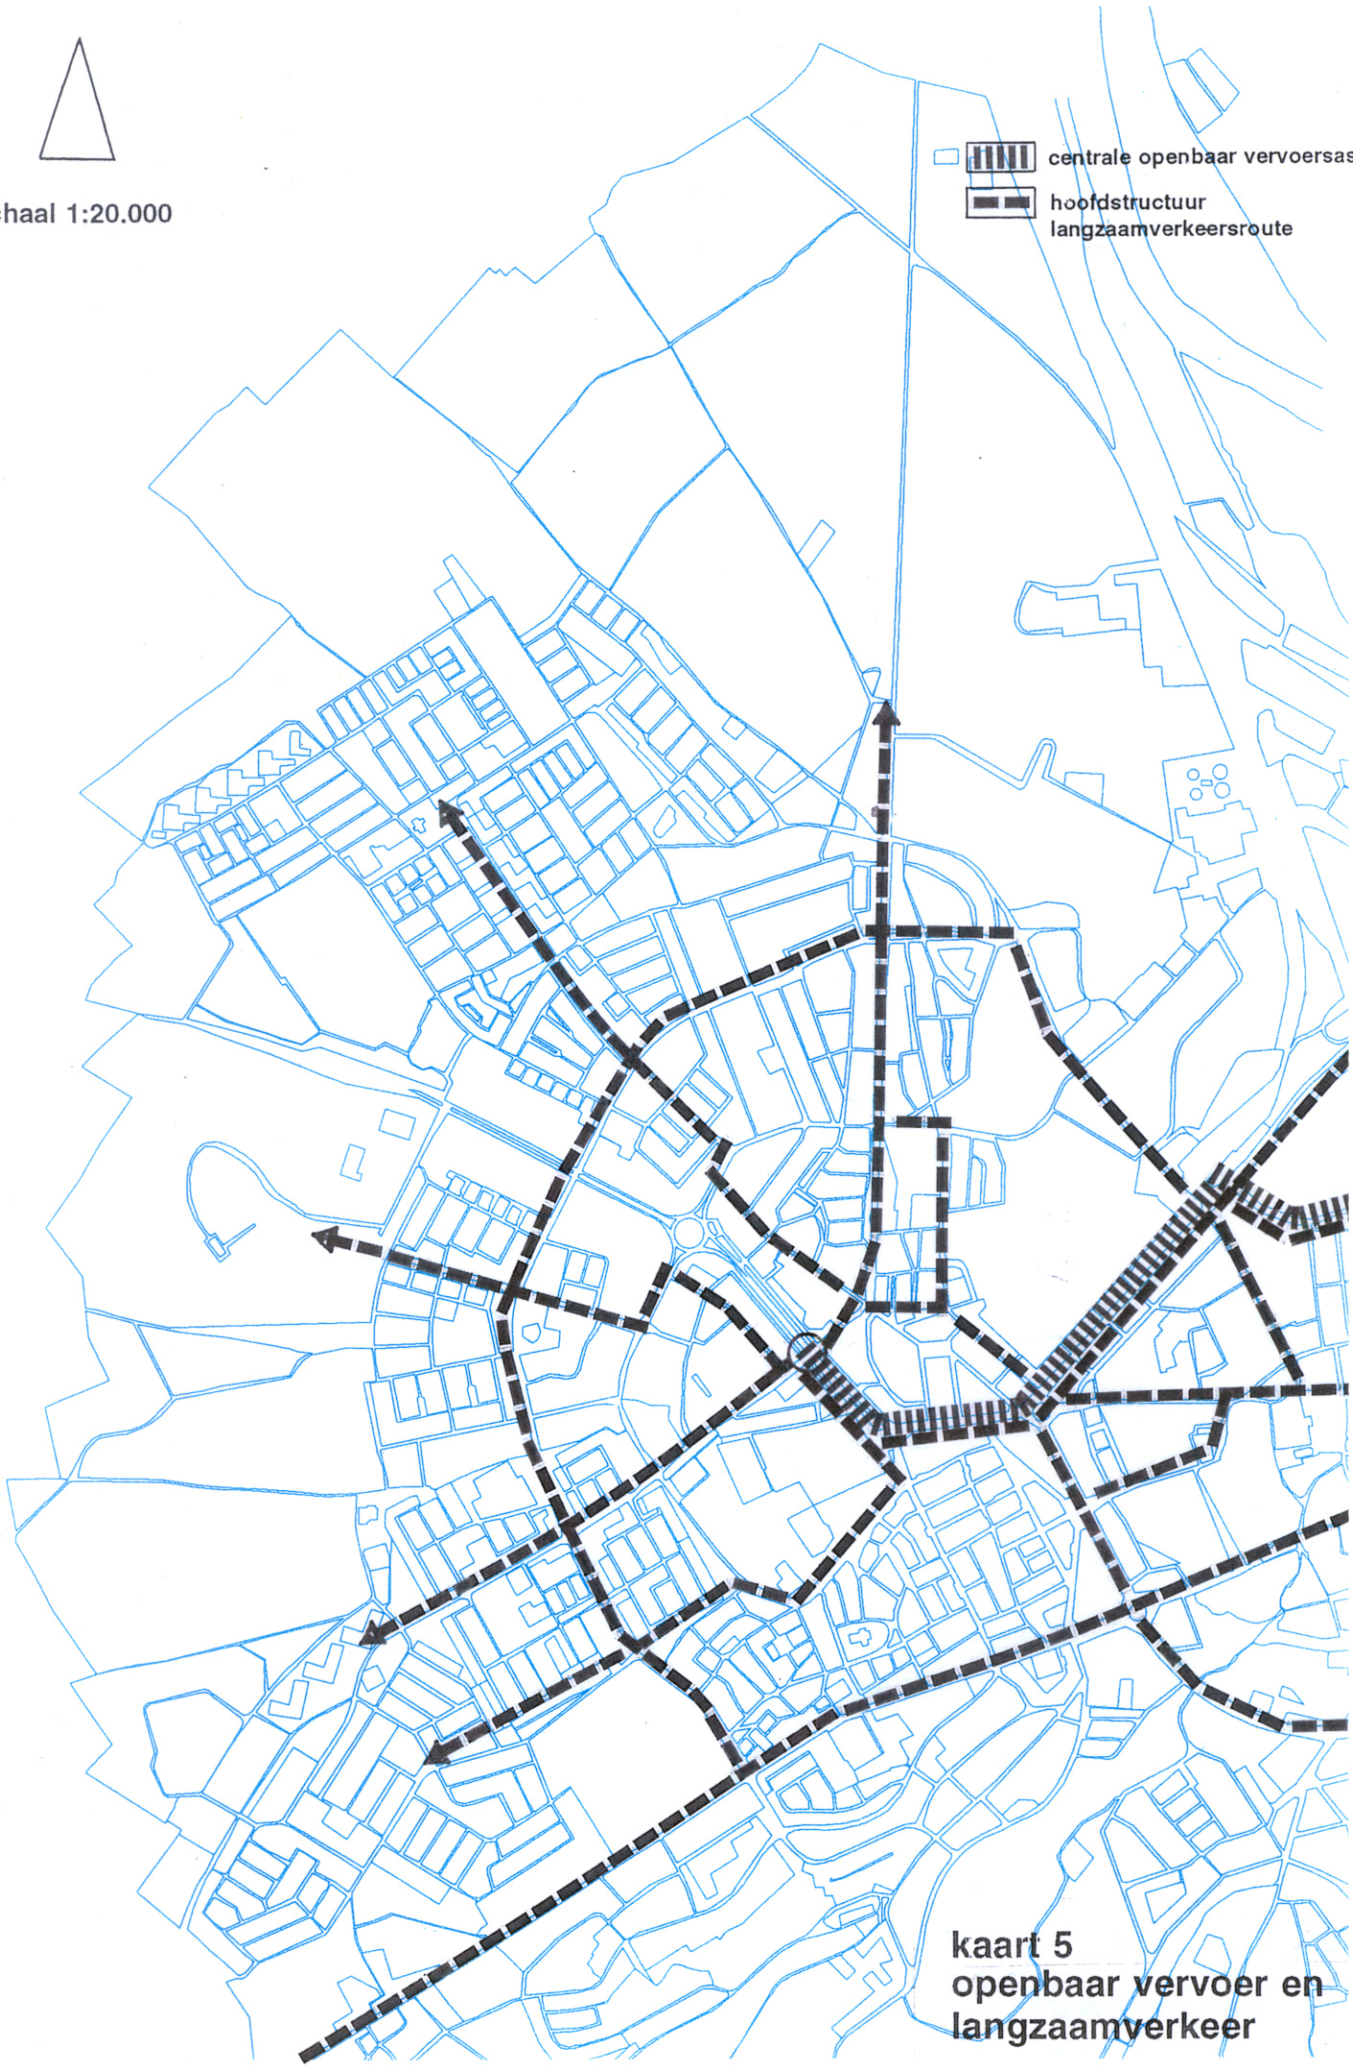 centrale openbaar vervoersas
hoofdstructuur
langzaamverkeersroute
haal 1:20.000
kaart 5
openbaar vervoer en
langzaamverkeer